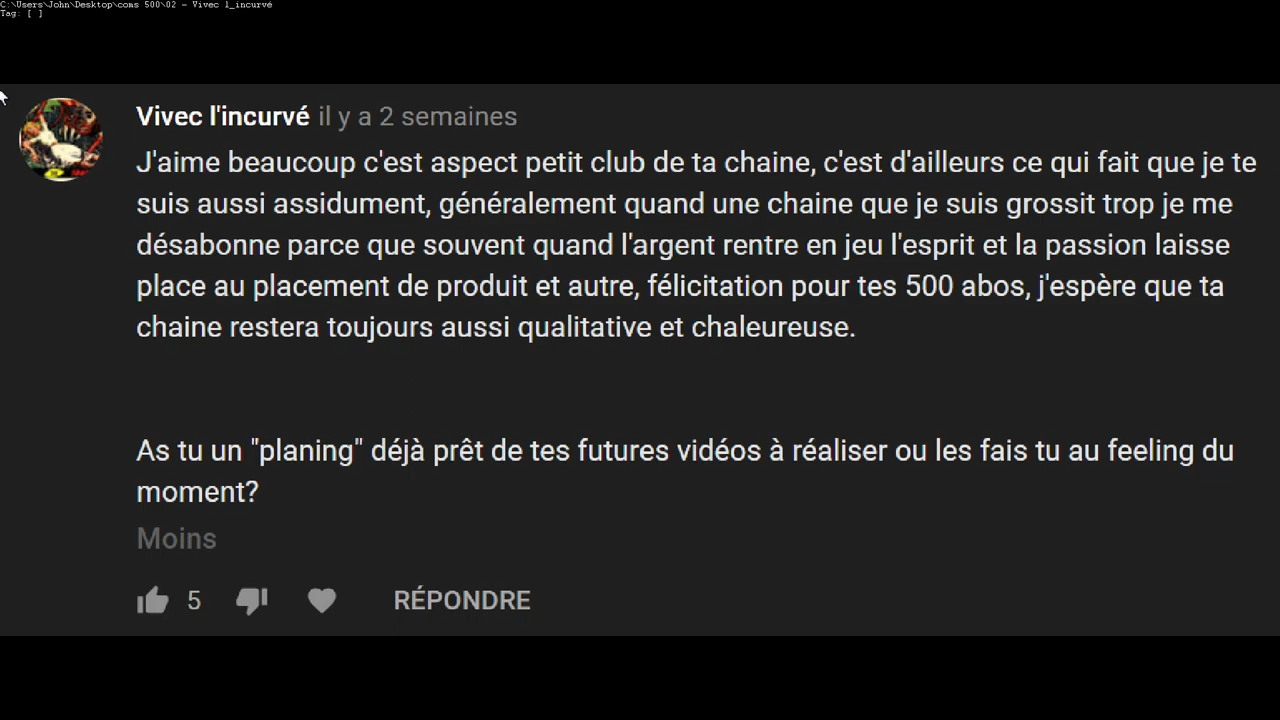 C:\Users\John\Desktop\coms 500\02 - Vivec l_incurvé
Tag: [ ]
Vivec l'incurvé il y a 2 semaines
J'aime beaucoup c'est aspect petit club de ta chaine, c'est d'ailleurs ce qui fait que je te
suis aussi assidument, généralement quand une chaine que je suis grossit trop je me
désabonne parce que souvent quand l'argent rentre en jeu l'esprit et la passion laisse
place au placement de produit et autre, félicitation pour tes 500 abos, j'espère que ta
chaine restera toujours aussi qualitative et chaleureuse.
As tu un "planing" déjà prêt de tes futures vidéos à réaliser ou les fais tu au feeling du
moment?
Moins
5 RÉPONDRE